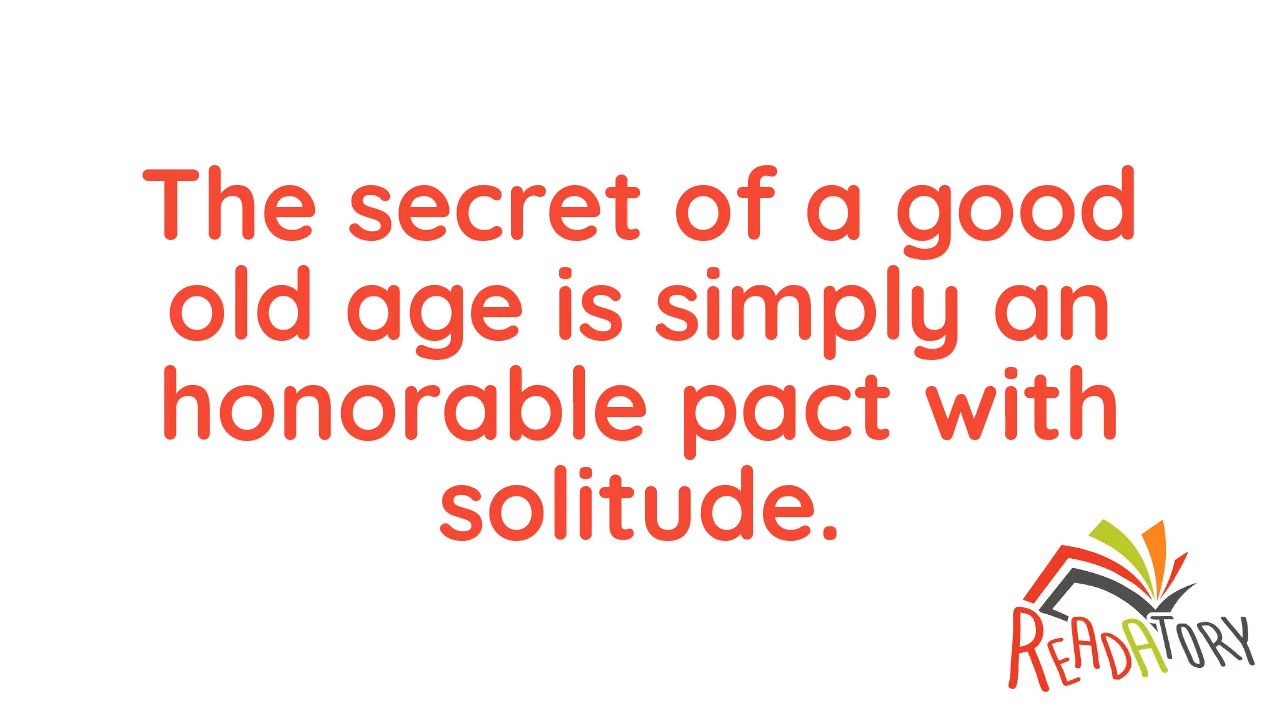 The secret of a good
old age is simply an
honorable pact with
solitude.
READATORY